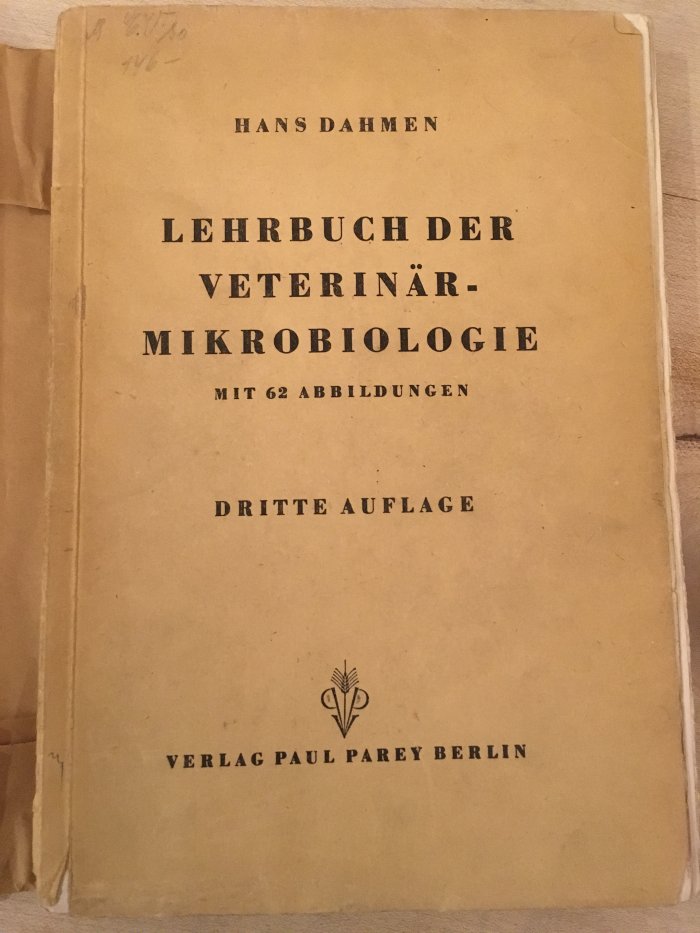 HANS DAHMEN
LEHRBUCH DER
VETERINÄR-
MIKROBIOLOGIE
MIT 62 ABBILDUNGEN
DRITTE AUFLAGE
VERLAG PAUL PAREY BERLIN